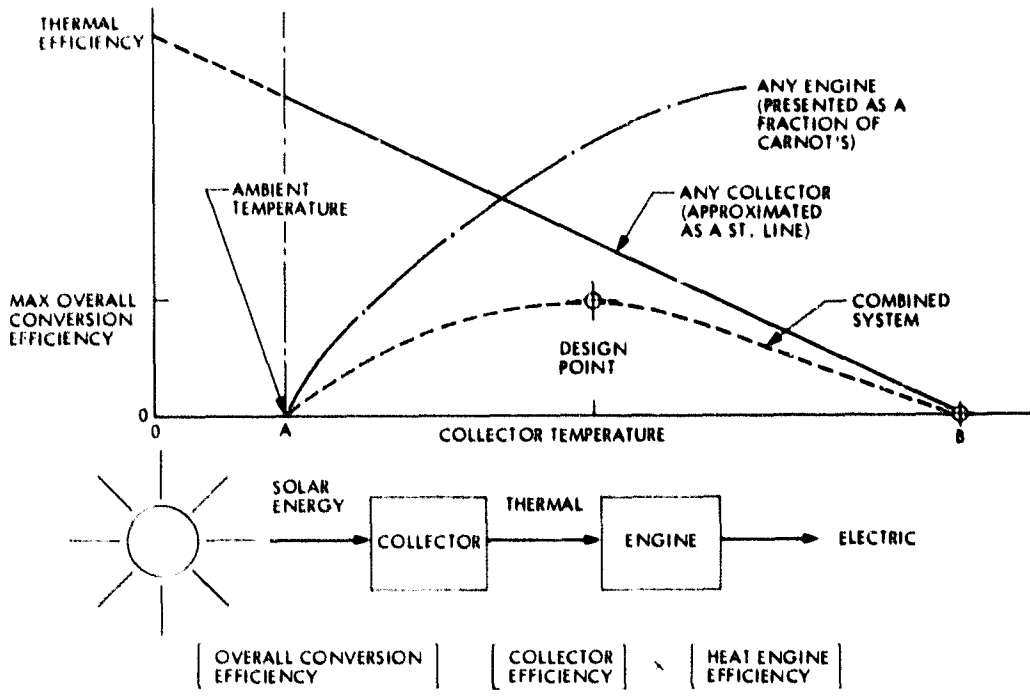 THERMAL
EFFICIENCY
ANY ENGINE
(PRESENTED AS A
FRACTION OF
CARNOT'S)
AMBIENT
TEMPERATURE
ANY COLLECTOR
(APPROXIMATED
AS A ST. LINE)
MAX OVERALL
CONVERSION
EFFICIENCY
COMBINED
SYSTEM
DESIGN
POINT
0
0
A
COLLECTOR TEMPERATURE
B
SOLAR
ENERGY
THERMAL
COLLECTOR
ENGINE
ELECTRIC
[OVERALL CONVERSION
EFFICIENCY]
[COLLECTOR
EFFICIENCY]
×
[HEAT ENGINE
EFFICIENCY]